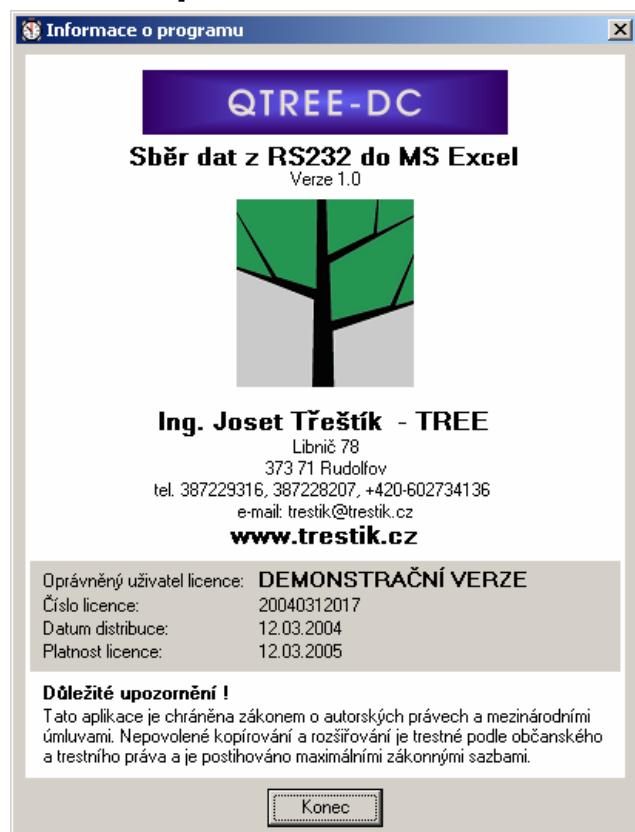 Informace o programu
QTREE-DC
Sběr dat z RS232 do MS Excel
Verze 1.0
Ing. Joset Třeštík - TREE
Libnič 78
373 71 Rudolfov
tel. 387229316, 387228207, +420-602734136
e-mail: trestik@trestik.cz
www.trestik.cz
Oprávněný uživatel licence: DEMONSTRAČNÍ VERZE
Číslo licence: 20040312017
Datum distribuce: 12.03.2004
Platnost licence: 12.03.2005
Důležité upozornění !
Tato aplikace je chráněna zákonem o autorských právech a mezinárodními
úmluvami. Nepovolené kopírování a rozšiřování je trestné podle občanského
a trestního práva a je postihováno maximálními zákonnými sazbami.
Konec